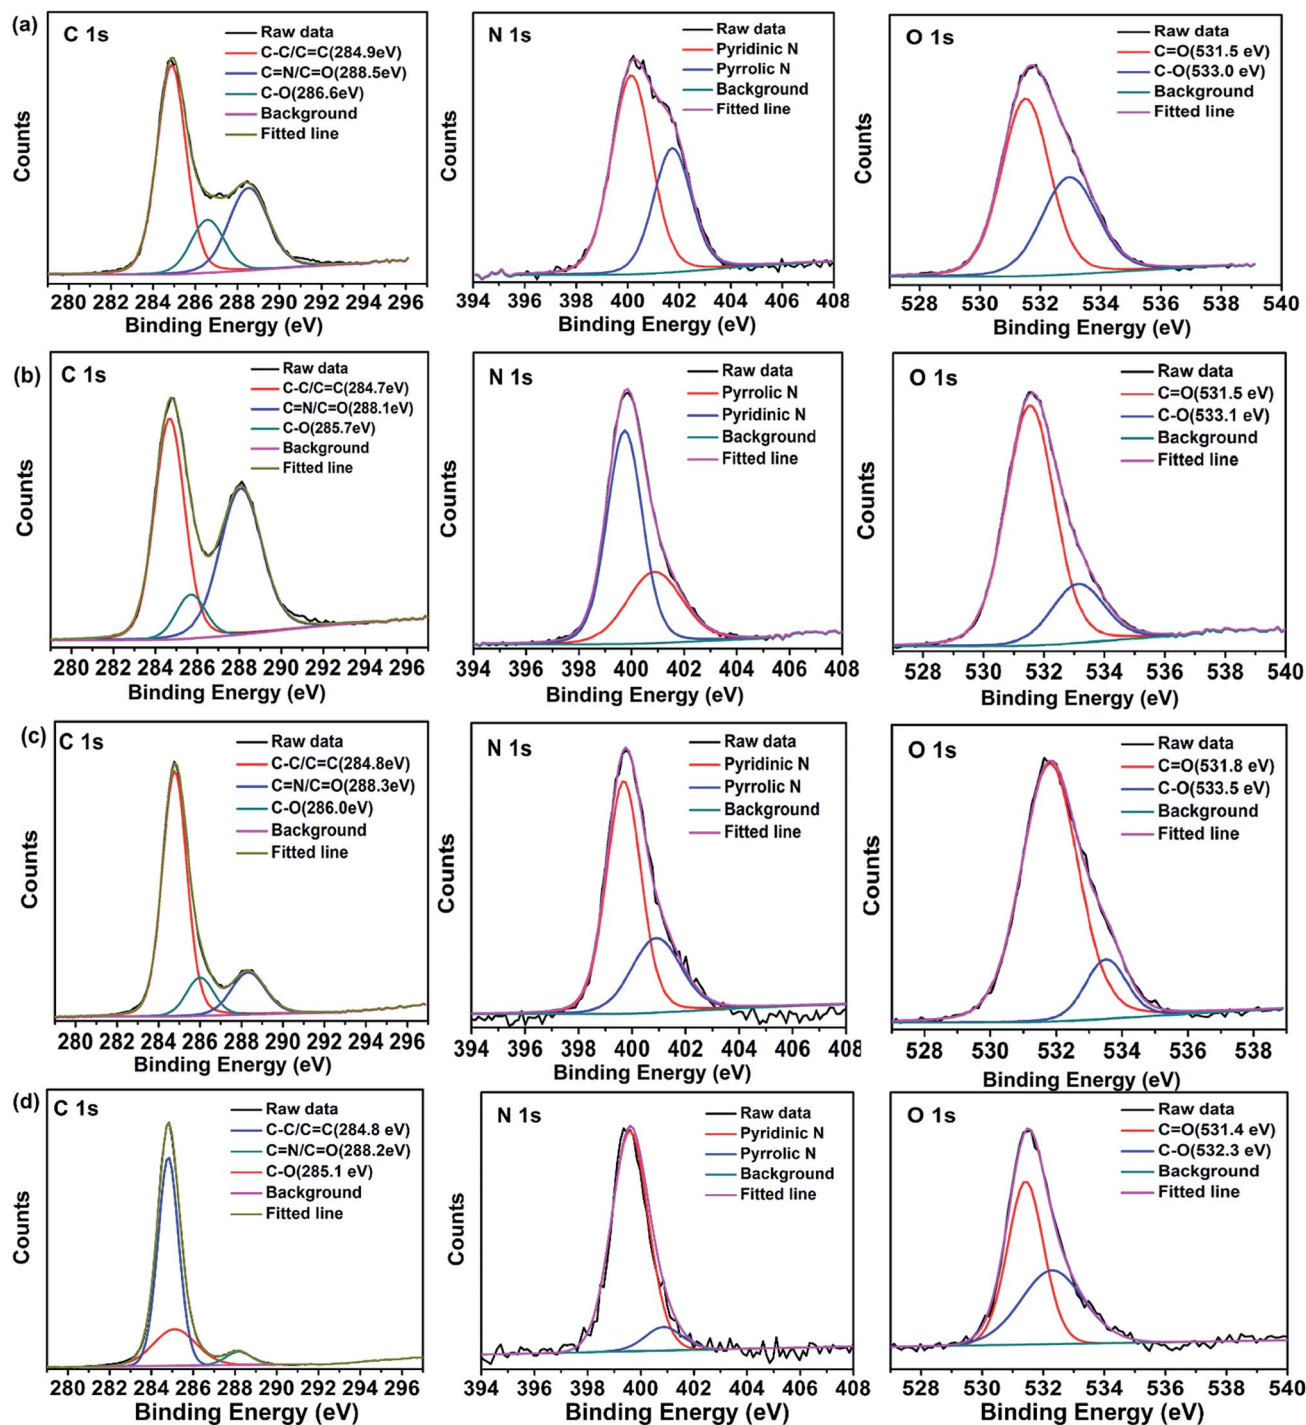 (a)
C 1s
Raw data
C-C/C=C(284.9eV)
C=N/C=O(288.5eV)
C-O(286.6eV)
Background
Fitted line
Counts
280 282 284 286 288 290 292 294 296
Binding Energy (eV)
N 1s
Raw data
Pyridinic N
Pyrrolic N
Background
Fitted line
Counts
394 396 398 400 402 404 406 408
Binding Energy (eV)
O 1s
Raw data
C=O(531.5 eV)
C-O(533.0 eV)
Background
Fitted line
Counts
528 530 532 534 536 538 540
Binding Energy (eV)
(b)
C 1s
Raw data
C-C/C=C(284.7eV)
C=N/C=O(288.1eV)
C-O(285.7eV)
Background
Fitted line
Counts
280 282 284 286 288 290 292 294 296
Binding Energy (eV)
N 1s
Raw data
Pyrrolic N
Pyridinic N
Background
Fitted line
Counts
394 396 398 400 402 404 406 408
Binding Energy (eV)
O 1s
Raw data
C=O(531.5 eV)
C-O(533.1 eV)
Background
Fitted line
Counts
528 530 532 534 536 538 540
Binding Energy (eV)
(c)
C 1s
Raw data
C-C/C=C(284.8eV)
C=N/C=O(288.3eV)
C-O(286.0eV)
Background
Fitted line
Counts
280 282 284 286 288 290 292 294 296
Binding Energy (eV)
N 1s
Raw data
Pyridinic N
Pyrrolic N
Background
Fitted line
Counts
394 396 398 400 402 404 406 408
Binding Energy (eV)
O 1s
Raw data
C=O(531.8 eV)
C-O(533.5 eV)
Background
Fitted line
Counts
528 530 532 534 536 538
Binding Energy (eV)
(d)
C 1s
Raw data
C-C/C=C(284.8 eV)
C=N/C=O(288.2eV)
C-O(285.1 eV)
Background
Fitted line
Counts
280 282 284 286 288 290 292 294 296
Binding Energy (eV)
N 1s
Raw data
Pyridinic N
Pyrrolic N
Background
Fitted line
Counts
394 396 398 400 402 404 406 408
Binding Energy (eV)
O 1s
Raw data
C=O(531.4 eV)
C-O(532.3 eV)
Background
Fitted line
Counts
528 530 532 534 536 538 540
Binding Energy (eV)